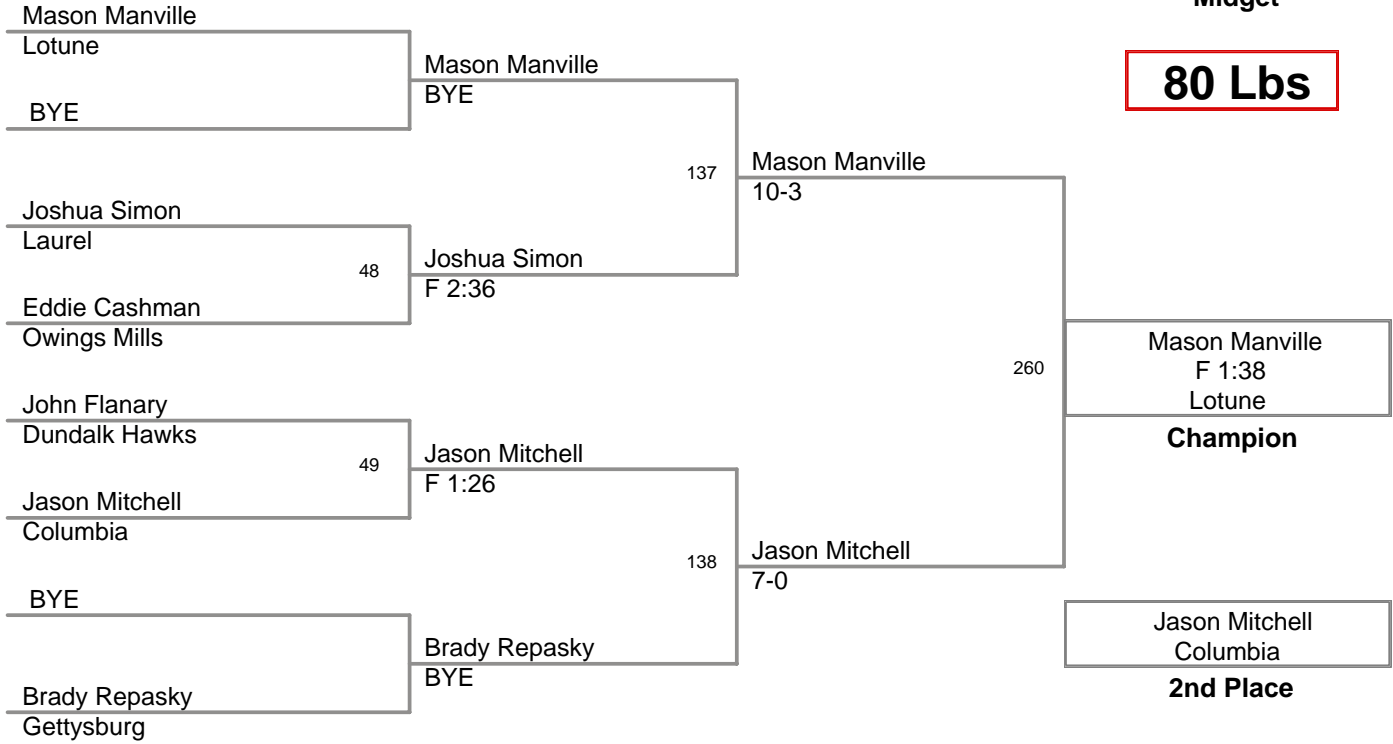 Midget
80 Lbs
Mason Manville
Lotune
BYE
Joshua Simon
Laurel
48
Eddie Cashman
Owings Mills
John Flanary
Dundalk Hawks
49
Jason Mitchell
Columbia
BYE
Brady Repasky
Gettysburg
Mason Manville
BYE
137
Joshua Simon
F 2:36
Jason Mitchell
F 1:26
138
Brady Repasky
BYE
Mason Manville
10-3
260
Jason Mitchell
7-0
Mason Manville
F 1:38
Lotune
Champion
Jason Mitchell
Columbia
2nd Place